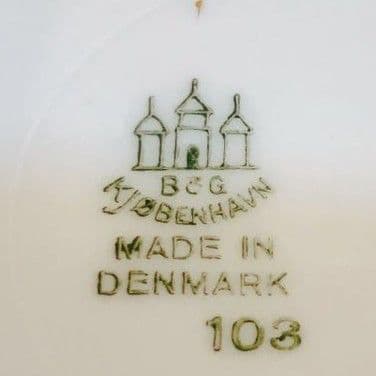 B&G
KJØBENHAVN
MADE IN
DENMARK
103